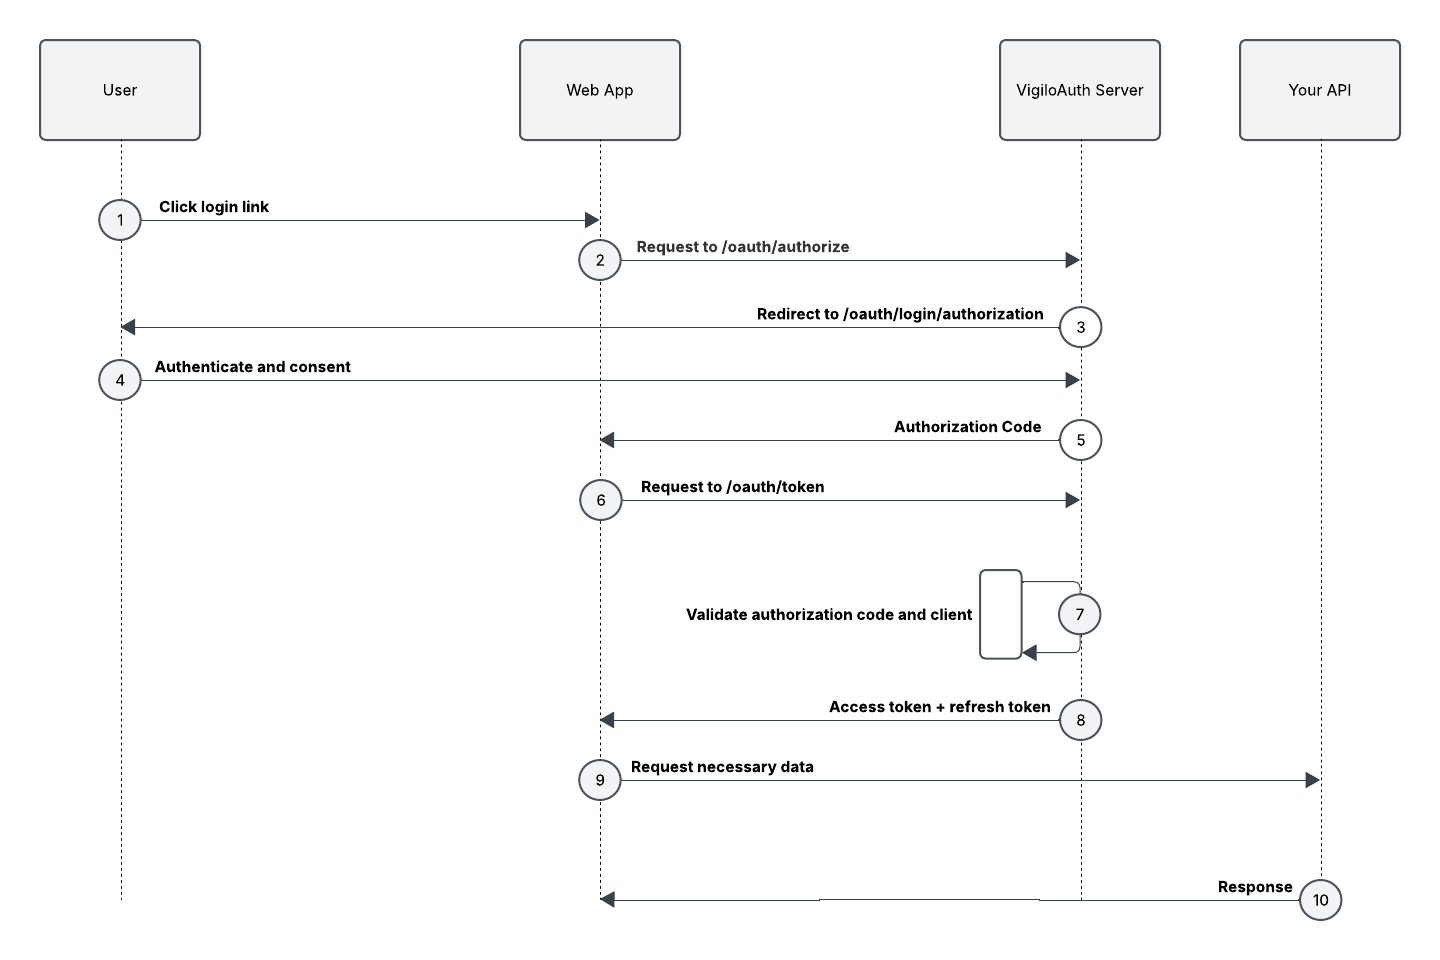 User
Web App
VigiloAuth Server
Your API
1
Click login link
2
Request to /oauth/authorize
Redirect to /oauth/login/authorization
3
4
Authenticate and consent
Authorization Code
5
6
Request to /oauth/token
Validate authorization code and client
7
Access token + refresh token
8
9
Request necessary data
Response
10